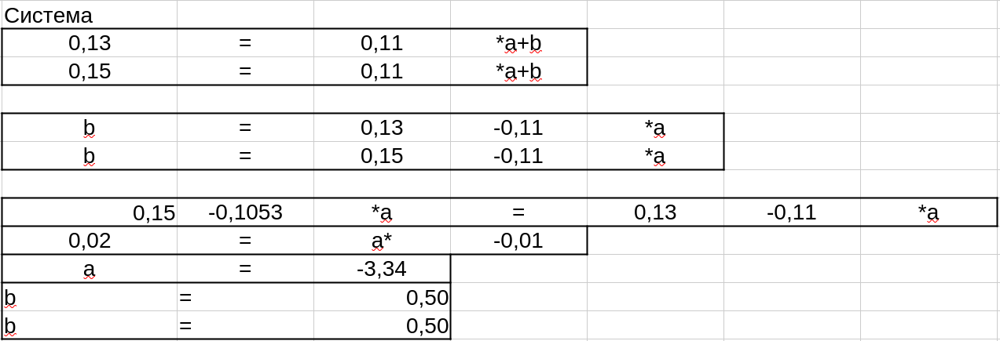 Система
0,13 = 0,11 *a+b
0,15 = 0,11 *a+b
b = 0,13 -0,11 *a
b = 0,15 -0,11 *a
0,15 -0,1053 *a = 0,13 -0,11 *a
0,02 = a* -0,01
a = -3,34
b = 0,50
b = 0,50